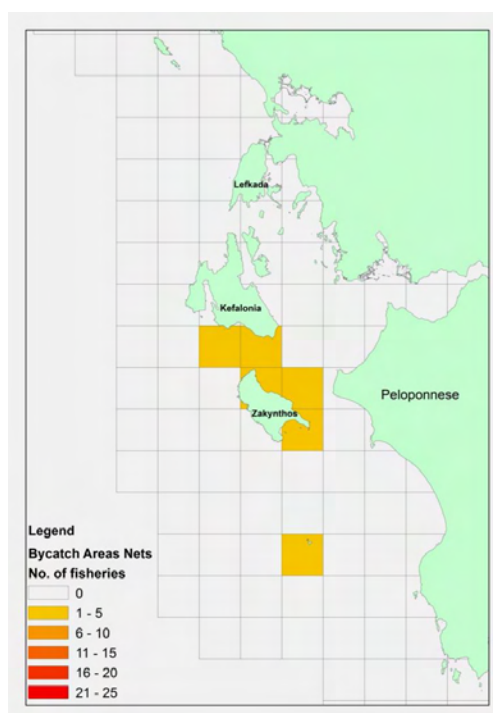 Lefkada
Kefalonia
Peloponnese
Zakynthos
Legend
Bycatch Areas Nets
No. of fisheries
0
1 - 5
6 - 10
11 - 15
16 - 20
21 - 25